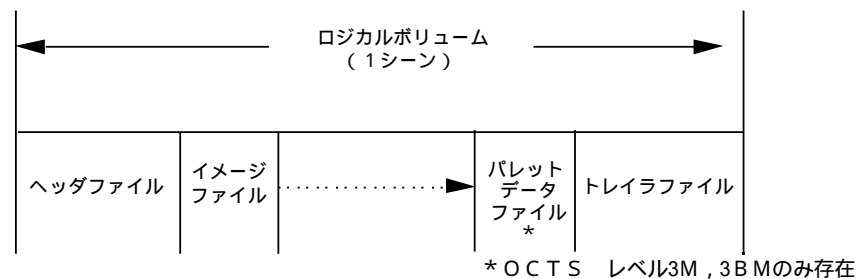 ロジカルボリューム
(1シーン)
ヘッダファイル
イメージ
ファイル
パレット
データ
ファイル
*
トレイラファイル
*OCTS レベル3M,3BMのみ存在